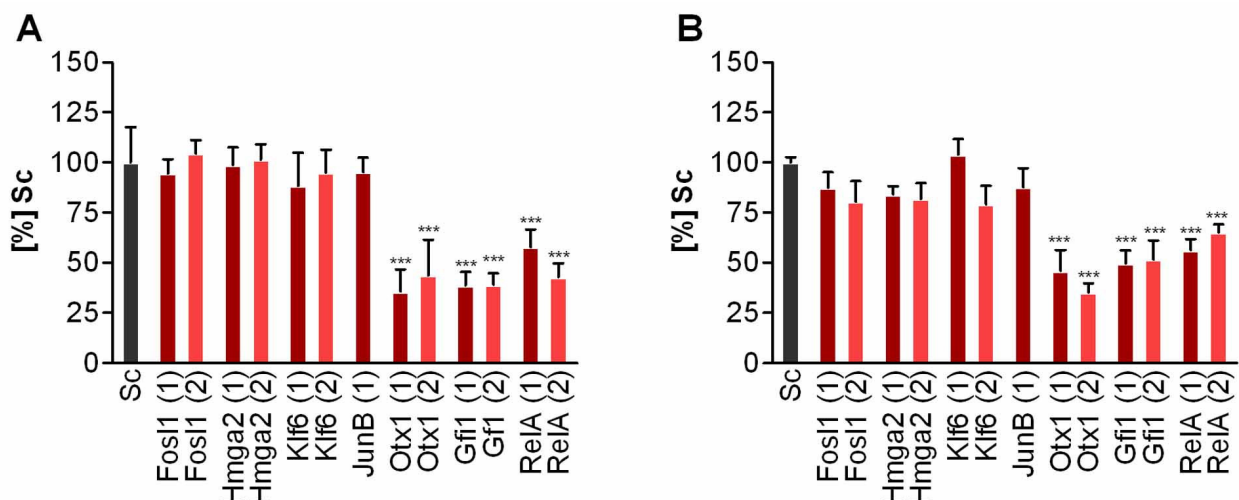 A
[%] Sc
150
125
100
75
50
25
0
***
***
***
***
***
***
Sc
Fosl1 (1)
Fosl1 (2)
Hmga2 (1)
Hmga2 (2)
Klf6 (1)
Klf6 (2)
JunB (1)
Otx1 (1)
Otx1 (2)
Gfi1 (1)
Gf1 (2)
RelA (1)
RelA (2)
B
[%] Sc
150
125
100
75
50
25
0
***
***
***
***
***
***
Sc
Fosl1 (1)
Fosl1 (2)
Hmga2 (1)
Hmga2 (2)
Klf6 (1)
Klf6 (2)
JunB (1)
Otx1 (1)
Otx1 (2)
Gfi1 (1)
Gfi1 (2)
RelA (1)
RelA (2)